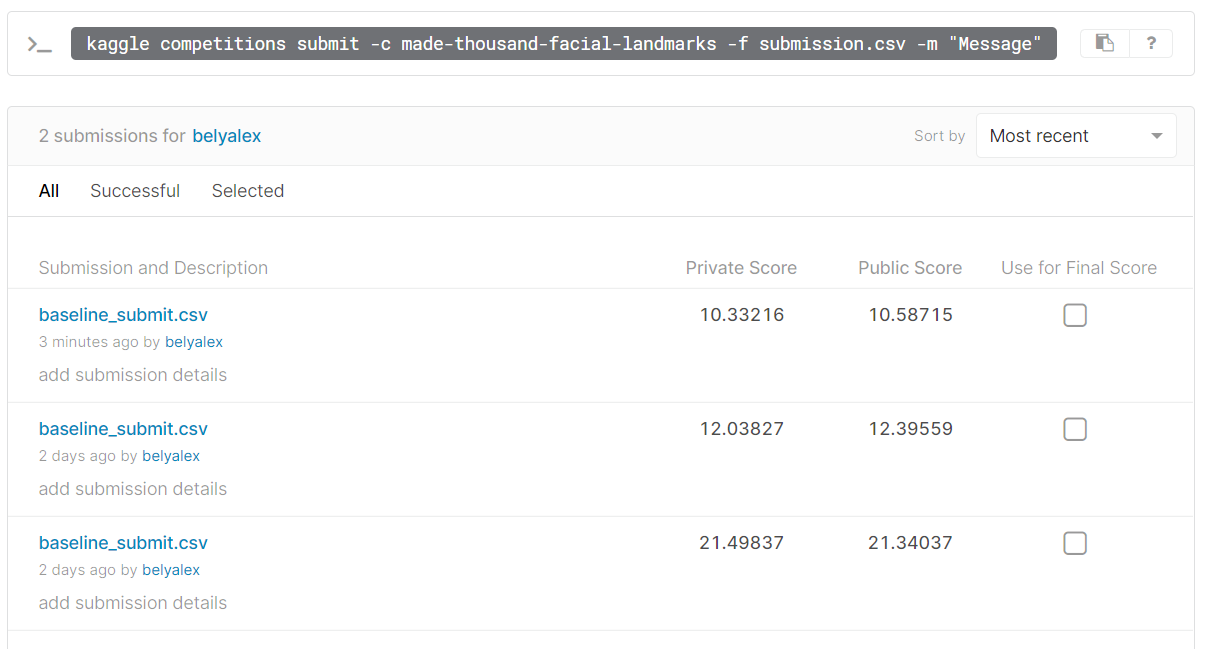 >_ kaggle competitions submit -c made-thousand-facial-landmarks -f submission.csv -m "Message" ?
2 submissions for belyalex Sort by Most recent
All Successful Selected
Submission and Description Private Score Public Score Use for Final Score
baseline_submit.csv 10.33216 10.58715
3 minutes ago by belyalex
add submission details
baseline_submit.csv 12.03827 12.39559
2 days ago by belyalex
add submission details
baseline_submit.csv 21.49837 21.34037
2 days ago by belyalex
add submission details